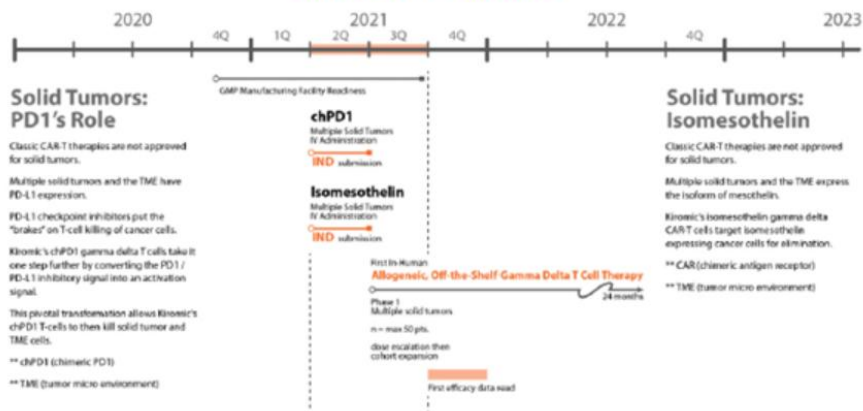 2020
2021
2022
2023
4Q
1Q
2Q
3Q
4Q
4Q
GMP Manufacturing Facility Readiness
Solid Tumors:
PD1's Role
Classic CAR-T therapies are not approved
for solid tumors.
Multiple solid tumors and the TME have
PD-L1 expression.
PD-L1 checkpoint inhibitors put the
"brakes" on T-cell killing of cancer cells.
Kiromic's chPD1 gamma delta T cells take it
one step further by converting the PD1 /
PD-L1 inhibitory signal into an activation
signal.
This pivotal transformation allows Kiromic's
chPD1 T-cells to then kill solid tumor and
TME cells.
** chPD1 (chimeric PD1)
** TME (tumor micro environment)
chPD1
Multiple Solid Tumors
IV Administration
IND submission
Isomesothelin
Multiple Solid Tumors
IV Administration
IND submission
First In-Human
Allogeneic, Off-the-Shelf Gamma Delta T Cell Therapy
24 months
Phase 1
Multiple solid tumors
n = max 50 pts.
dose escalation then
cohort expansion
First efficacy data read
Solid Tumors:
Isomesothelin
Classic CAR-T therapies are not approved
for solid tumors.
Multiple solid tumors and the TME express
the isoform of mesothelin.
Kiromic's isomesothelin gamma delta
CAR-T cells target isomesothelin
expressing cancer cells for elimination.
** CAR (chimeric antigen receptor)
** TME (tumor micro environment)